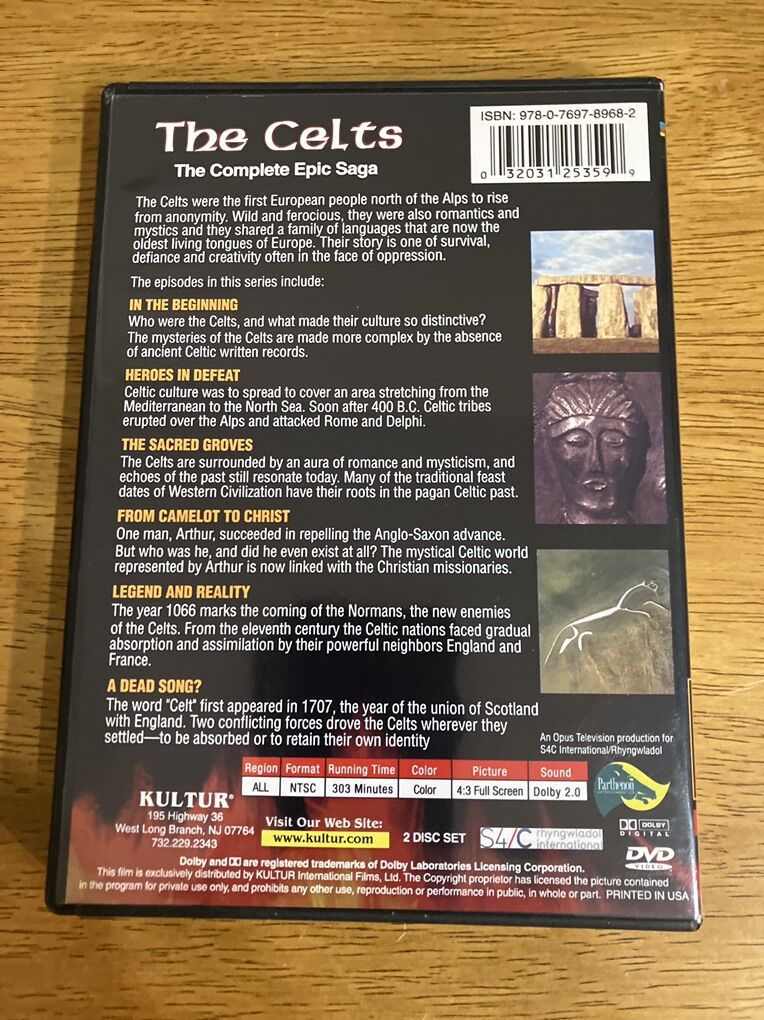 The Celts
The Complete Epic Saga
ISBN: 978-0-7697-8968-2
0 32031 25359 9
The Celts were the first European people north of the Alps to rise
from anonymity. Wild and ferocious, they were also romantics and
mystics and they shared a family of languages that are now the
oldest living tongues of Europe. Their story is one of survival,
defiance and creativity often in the face of oppression.
The episodes in this series include:
IN THE BEGINNING
Who were the Celts, and what made their culture so distinctive?
The mysteries of the Celts are made more complex by the absence
of ancient Celtic written records.
HEROES IN DEFEAT
Celtic culture was to spread to cover an area stretching from the
Mediterranean to the North Sea. Soon after 400 B.C. Celtic tribes
erupted over the Alps and attacked Rome and Delphi.
THE SACRED GROVES
The Celts are surrounded by an aura of romance and mysticism, and
echoes of the past still resonate today. Many of the traditional feast
dates of Western Civilization have their roots in the pagan Celtic past.
FROM CAMELOT TO CHRIST
One man, Arthur, succeeded in repelling the Anglo-Saxon advance.
But who was he, and did he even exist at all? The mystical Celtic world
represented by Arthur is now linked with the Christian missionaries.
LEGEND AND REALITY
The year 1066 marks the coming of the Normans, the new enemies
of the Celts. From the eleventh century the Celtic nations faced gradual
absorption and assimilation by their powerful neighbors England and
France.
A DEAD SONG?
The word "Celt" first appeared in 1707, the year of the union of Scotland
with England. Two conflicting forces drove the Celts wherever they
settled—to be absorbed or to retain their own identity
An Opus Television production for
S4C International/Rhyngwladol
Region Format Running Time Color Picture Sound
ALL NTSC 303 Minutes Color 4:3 Full Screen Dolby 2.0
Parthenon
KULTUR®
195 Highway 36
West Long Branch, NJ 07764
732.229.2343
Visit Our Web Site:
www.kultur.com
2 DISC SET
S4/C rhyngwladol
international
DOLBY
DIGITAL
DVD
VIDEO
Dolby and are registered trademarks of Dolby Laboratories Licensing Corporation.
This film is exclusively distributed by KULTUR International Films, Ltd. The Copyright proprietor has licensed the picture contained
in the program for private use only, and prohibits any other use, reproduction or performance in public, in whole or part. PRINTED IN USA